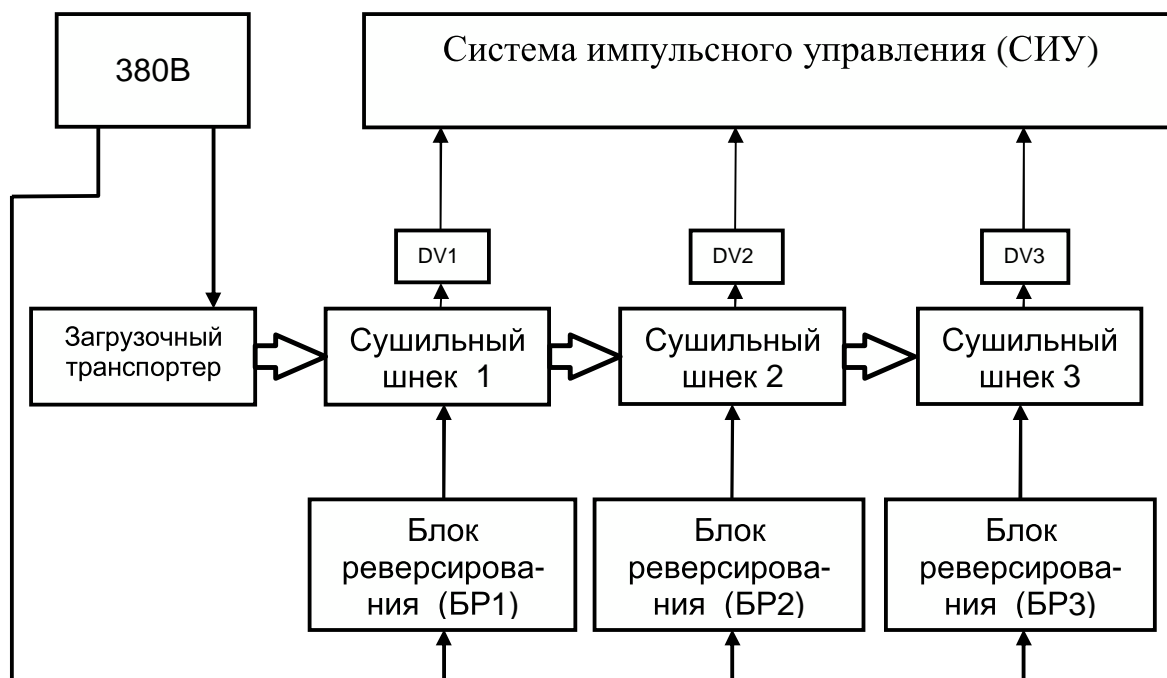 380В
Система импульсного управления (СИУ)
DV1
DV2
DV3
Загрузочный
транспортер
Сушильный
шнек 1
Сушильный
шнек 2
Сушильный
шнек 3
Блок
реверсирова-
ния (БР1)
Блок
реверсирова-
ния (БР2)
Блок
реверсирова-
ния (БР3)